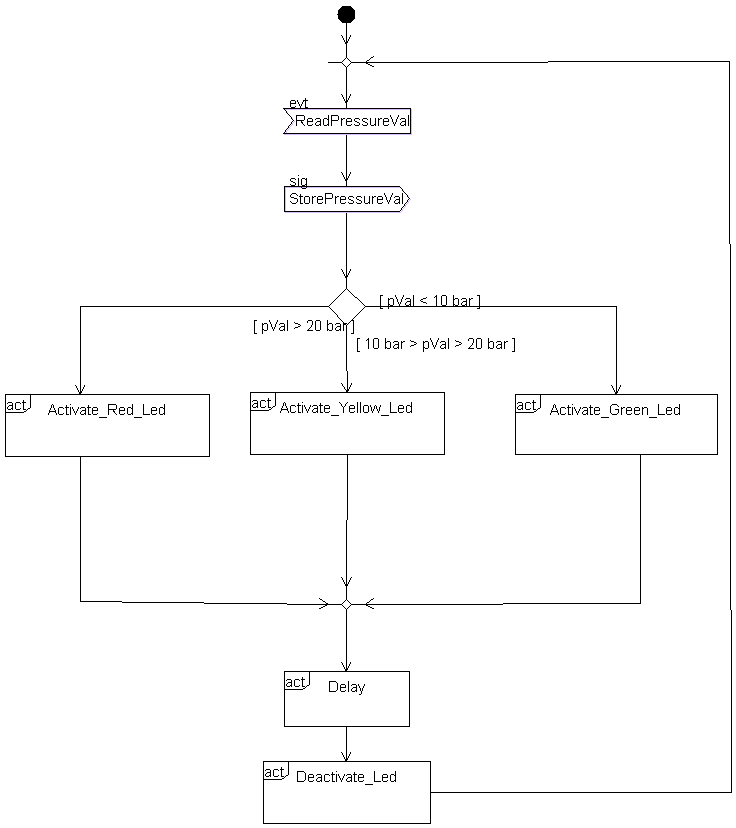 evt
ReadPressureVal
sig
StorePressureVal
[ pVal < 10 bar ]
[ pVal > 20 bar ]
[ 10 bar > pVal > 20 bar ]
act
Activate_Red_Led
act
Activate_Yellow_Led
act
Activate_Green_Led
act
Delay
act
Deactivate_Led